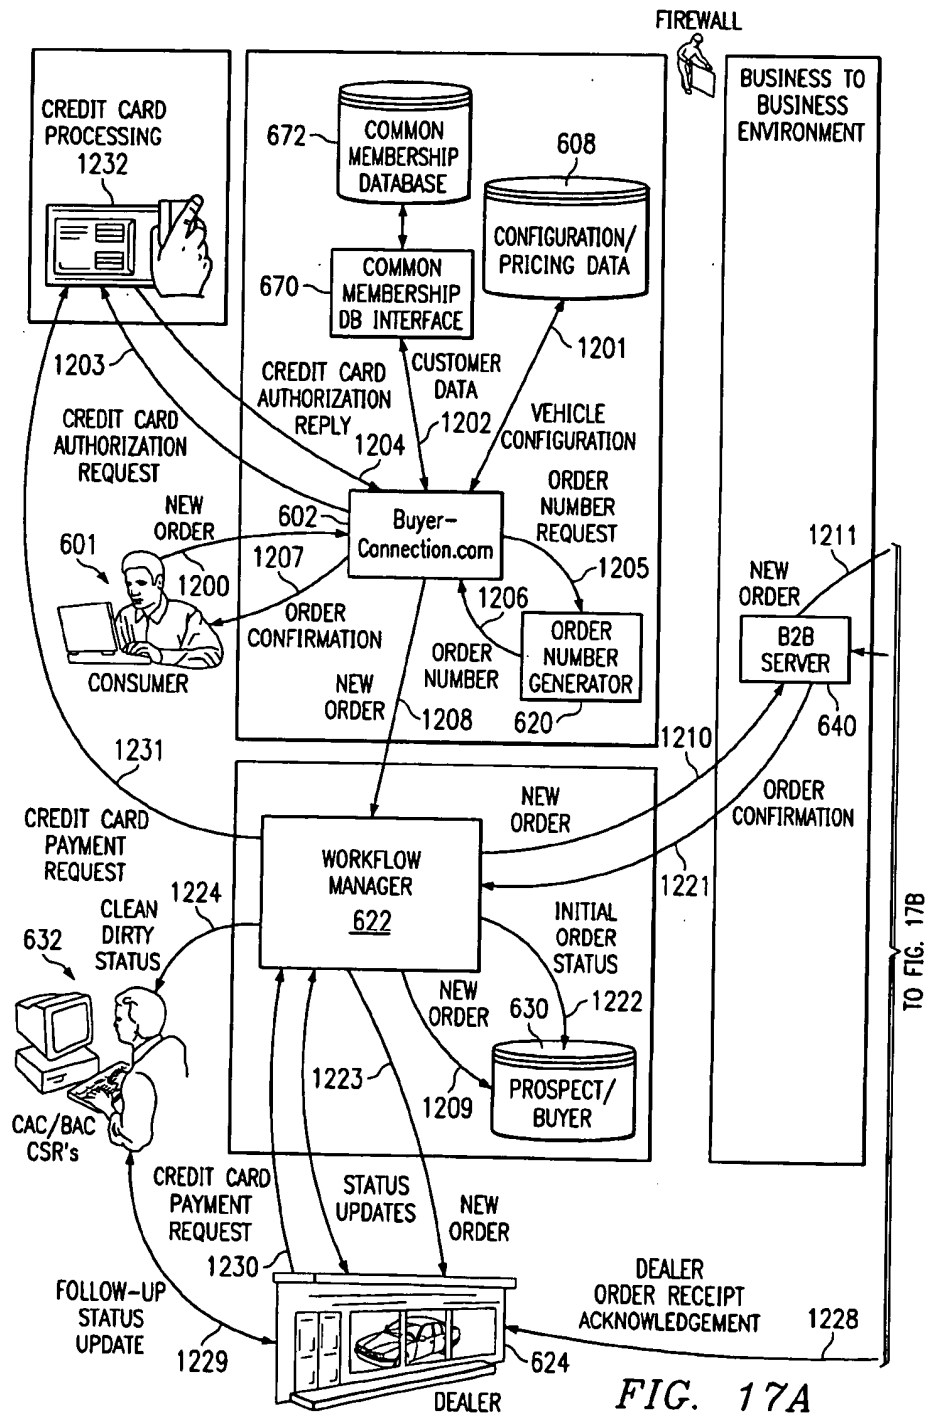 FIREWALL
CREDIT CARD
PROCESSING
1232
672
COMMON
MEMBERSHIP
DATABASE
608
CONFIGURATION/
PRICING DATA
BUSINESS TO
BUSINESS
ENVIRONMENT
670
COMMON
MEMBERSHIP
DB INTERFACE
1201
1203
CREDIT CARD
AUTHORIZATION
REPLY
CUSTOMER
DATA
1202
1204
VEHICLE
CONFIGURATION
CREDIT CARD
AUTHORIZATION
REQUEST
NEW
ORDER
602
Buyer-
Connection.com
ORDER
NUMBER
REQUEST
601
1200
1207
1205
1206
1211
NEW
ORDER
ORDER
CONFIRMATION
CONSUMER
ORDER
NUMBER
ORDER
NUMBER
GENERATOR
620
B2B
SERVER
640
NEW
ORDER
1208
1210
1231
CREDIT CARD
PAYMENT
REQUEST
NEW
ORDER
ORDER
CONFIRMATION
1221
WORKFLOW
MANAGER
622
1224
CLEAN
DIRTY
STATUS
632
INITIAL
ORDER
STATUS
NEW
ORDER
630
1222
1223
1209
PROSPECT/
BUYER
CAC/BAC
CSR's
TO FIG. 17B
CREDIT CARD
PAYMENT
REQUEST
1230
STATUS
UPDATES
NEW
ORDER
FOLLOW-UP
STATUS
UPDATE
1229
DEALER
ORDER RECEIPT
ACKNOWLEDGEMENT
1228
624
DEALER
FIG. 17A